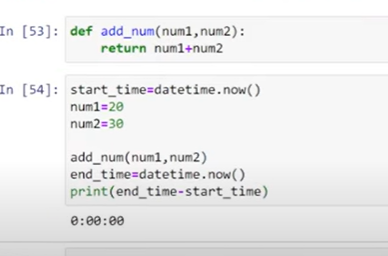 In [53]: def add_num(num1,num2):
return num1+num2
In [54]: start_time=datetime.now()
num1=20
num2=30
add_num(num1,num2)
end_time=datetime.now()
print(end_time-start_time)
0:00:00